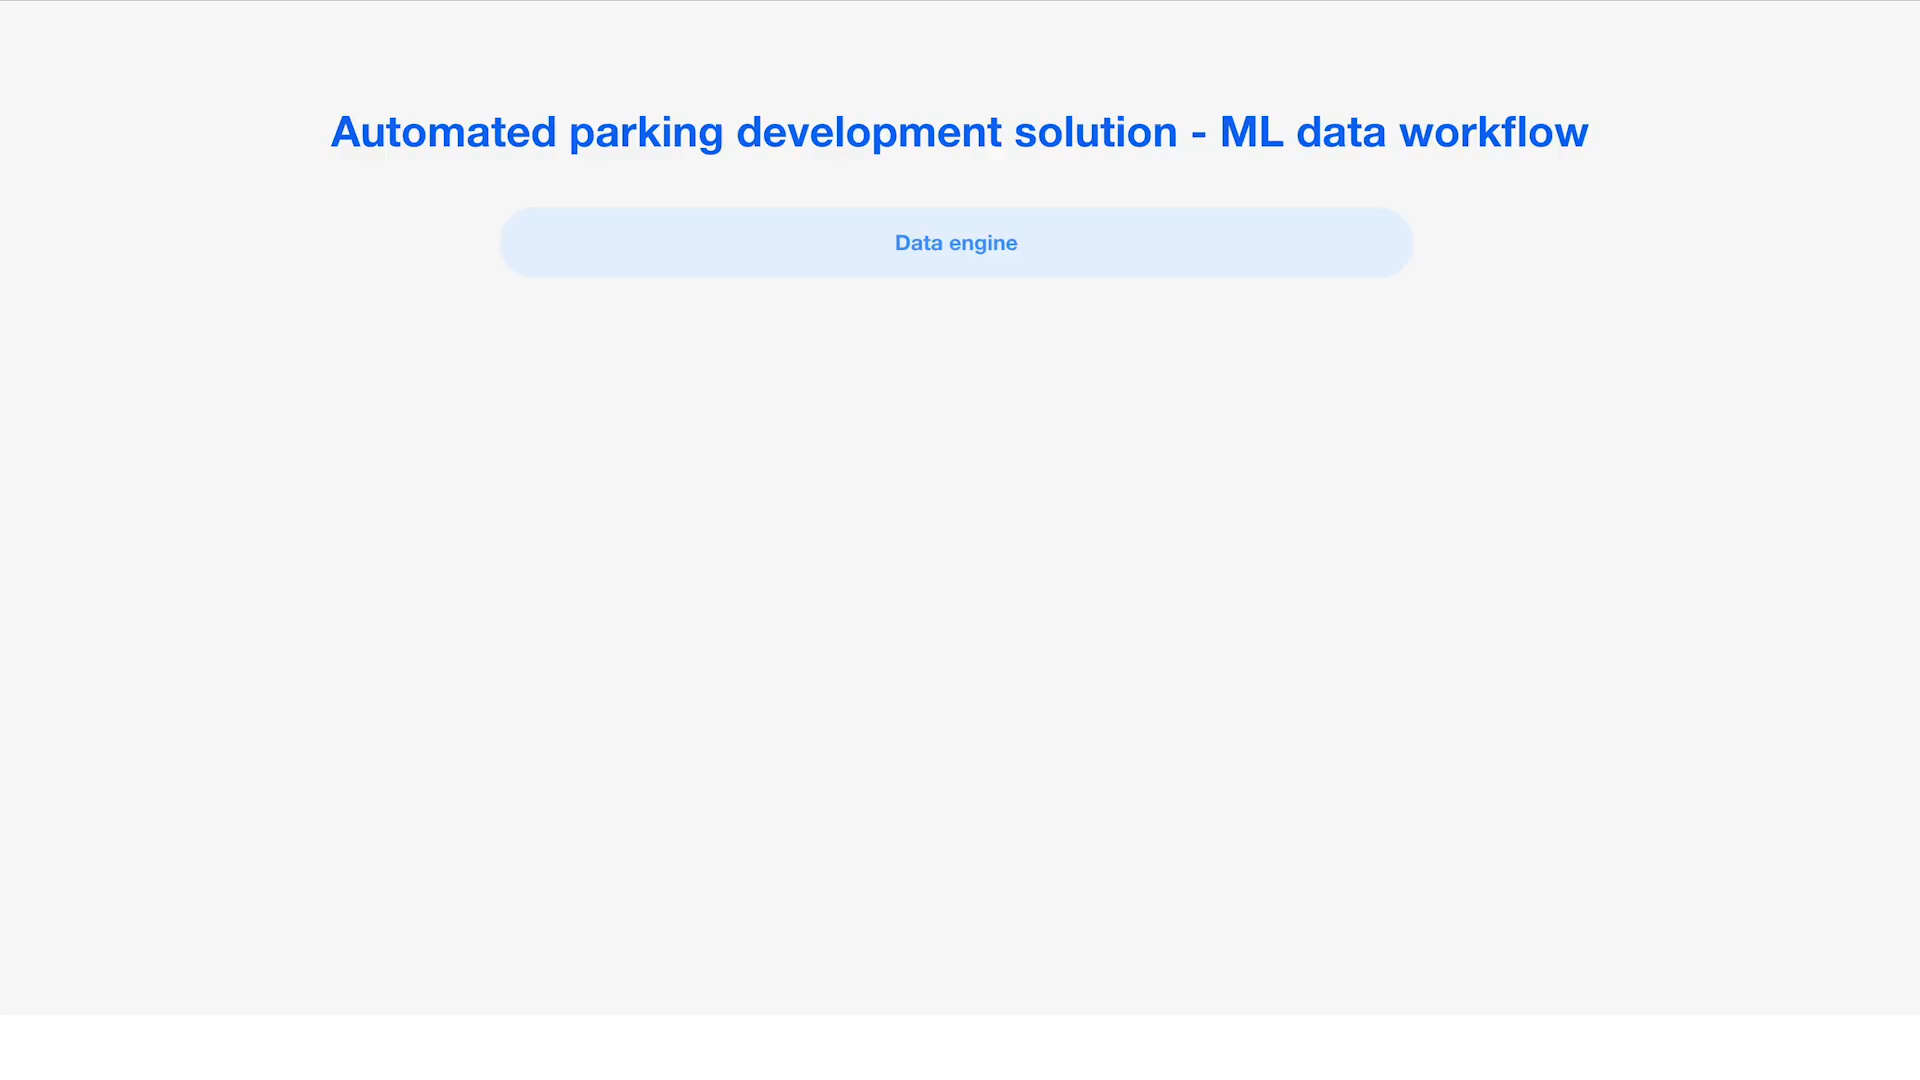 Automated parking development solution - ML data workflow
Data engine